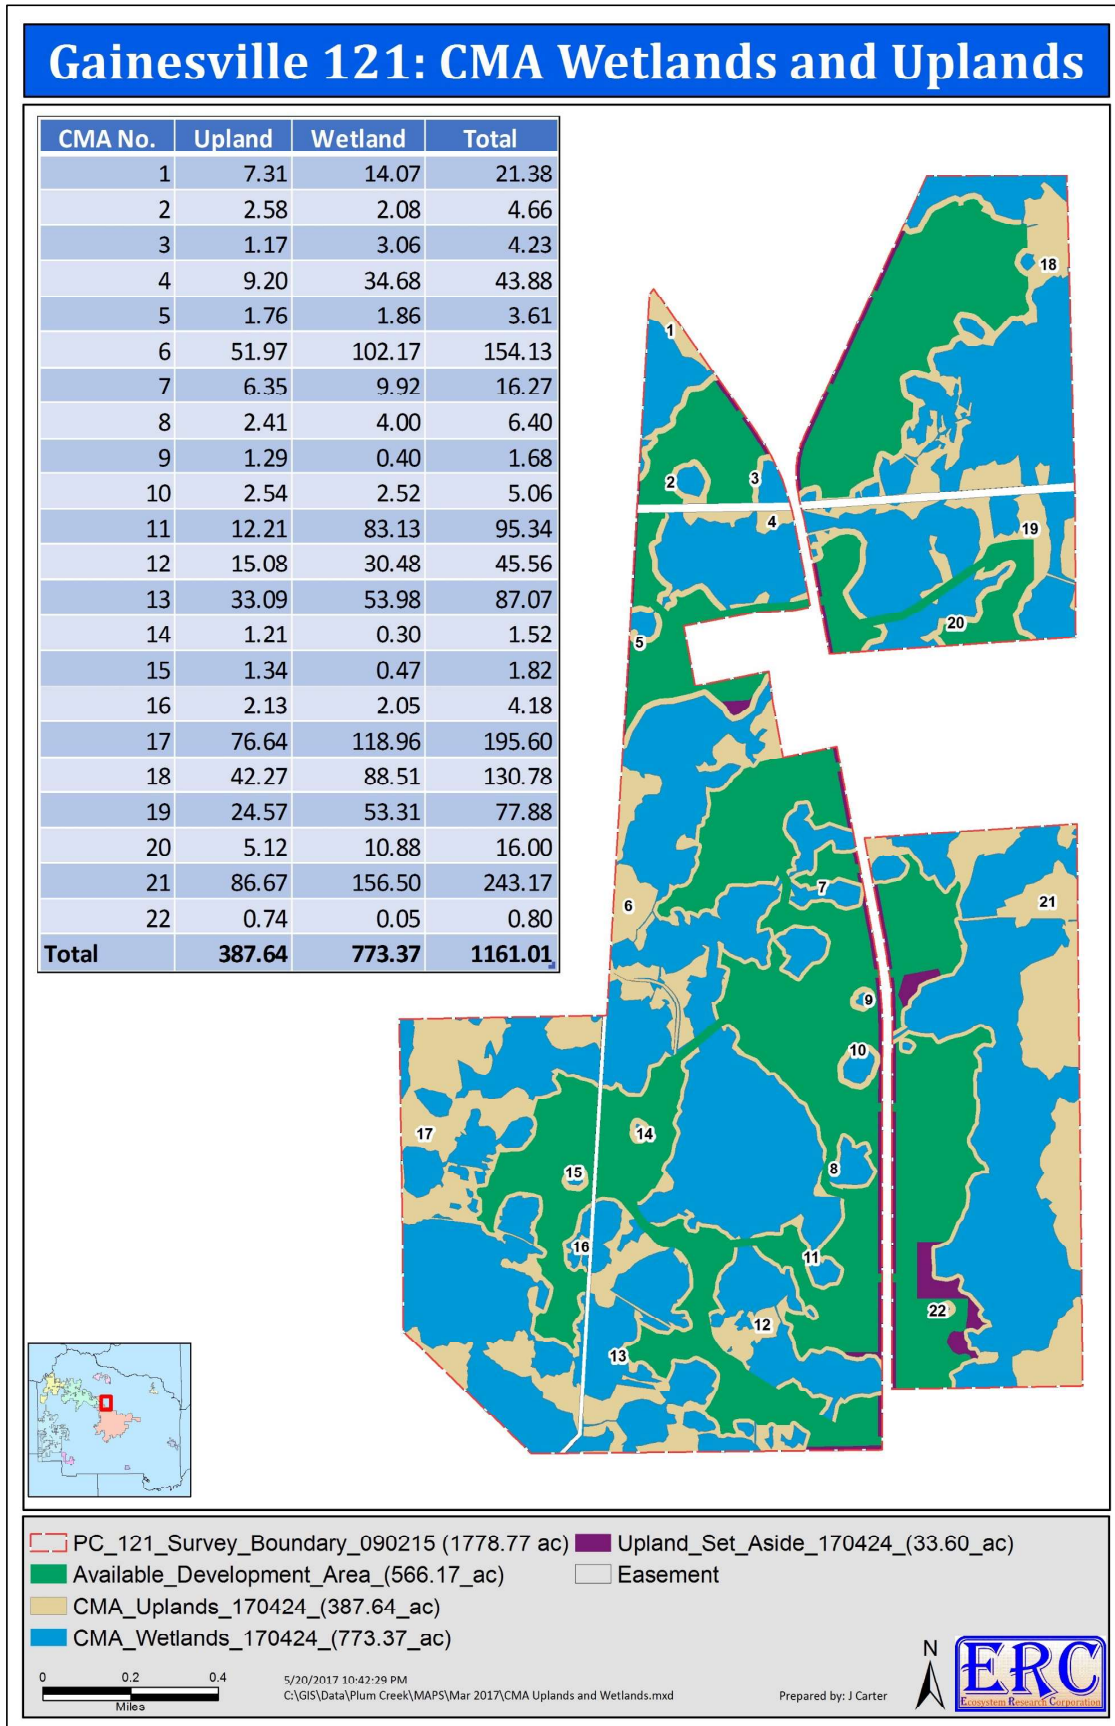 Gainesville 121: CMA Wetlands and Uplands
CMA No. Upland Wetland Total
1 7.31 14.07 21.38
2 2.58 2.08 4.66
3 1.17 3.06 4.23
4 9.20 34.68 43.88
5 1.76 1.86 3.61
6 51.97 102.17 154.13
7 6.35 9.92 16.27
8 2.41 4.00 6.40
9 1.29 0.40 1.68
10 2.54 2.52 5.06
11 12.21 83.13 95.34
12 15.08 30.48 45.56
13 33.09 53.98 87.07
14 1.21 0.30 1.52
15 1.34 0.47 1.82
16 2.13 2.05 4.18
17 76.64 118.96 195.60
18 42.27 88.51 130.78
19 24.57 53.31 77.88
20 5.12 10.88 16.00
21 86.67 156.50 243.17
22 0.74 0.05 0.80
Total 387.64 773.37 1161.01
18
1
2
3
4
19
20
5
7
6
21
9
10
14
17
8
15
16
11
22
12
13
PC_121_Survey_Boundary_090215 (1778.77 ac)
Upland_Set_Aside_170424_(33.60_ac)
Available_Development_Area_(566.17_ac)
Easement
CMA_Uplands_170424_(387.64_ac)
CMA_Wetlands_170424_(773.37_ac)
0 0.2 0.4
Miles
5/20/2017 10:42:29 PM
C:\GIS\Data\Plum Creek\MAPS\Mar 2017\CMA Uplands and Wetlands.mxd
Prepared by: J Carter
N
ERC
Ecosystem Research Corporation